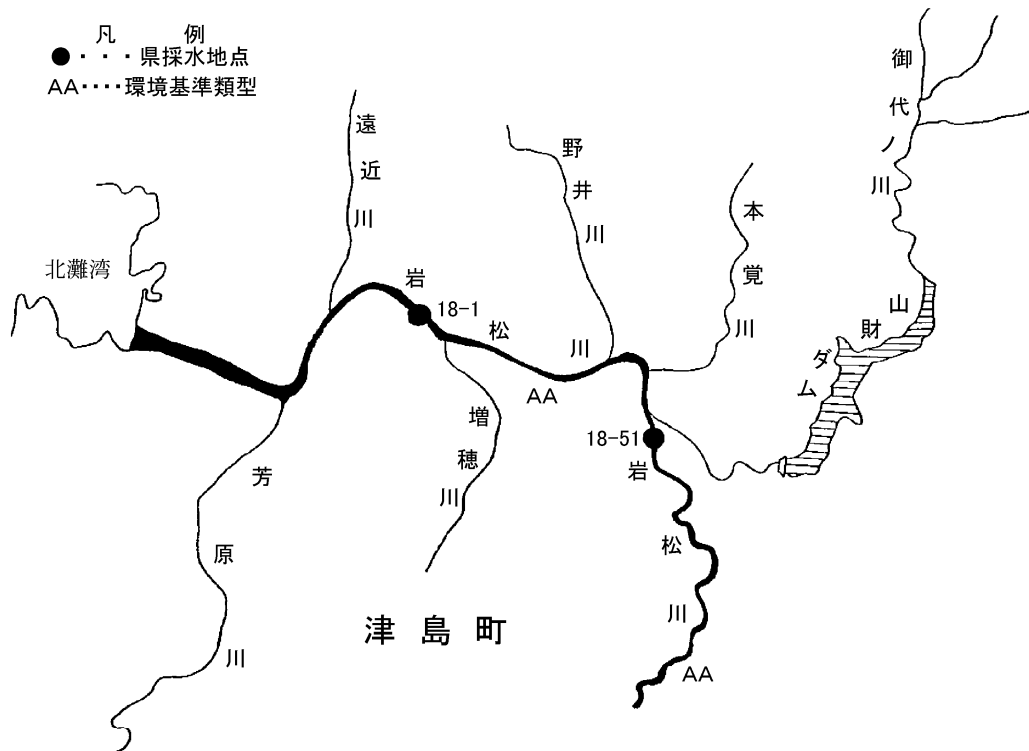 凡 例
●・・・県採水地点
AA・・・・環境基準類型
御代ノ川
遠近川
野井川
本覚川
北灘湾
岩松川
18-1
山財ダム
AA
増穂川
18-51
岩松川
芳原川
津島町
AA